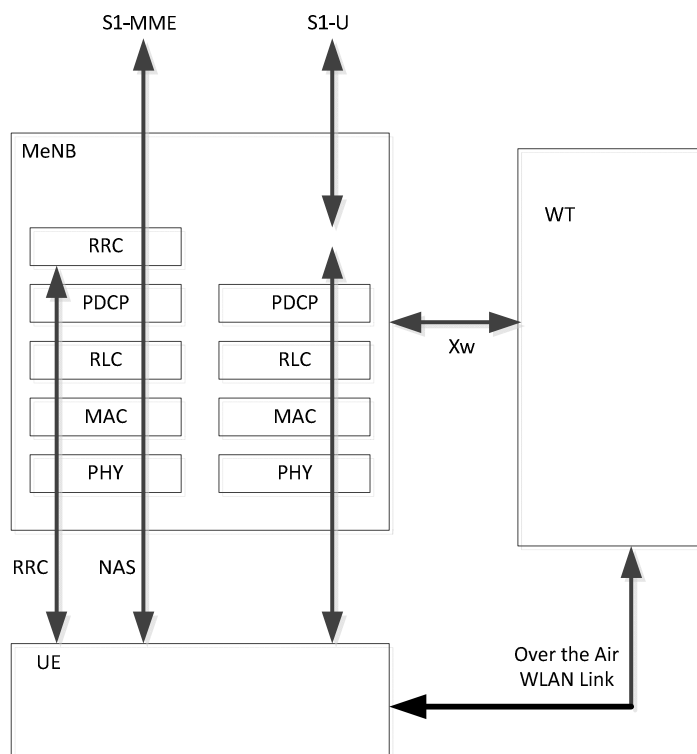 S1-MME
S1-U
MeNB
WT
RRC
PDCP
PDCP
Xw
RLC
RLC
MAC
MAC
PHY
PHY
RRC
NAS
UE
Over the Air
WLAN Link